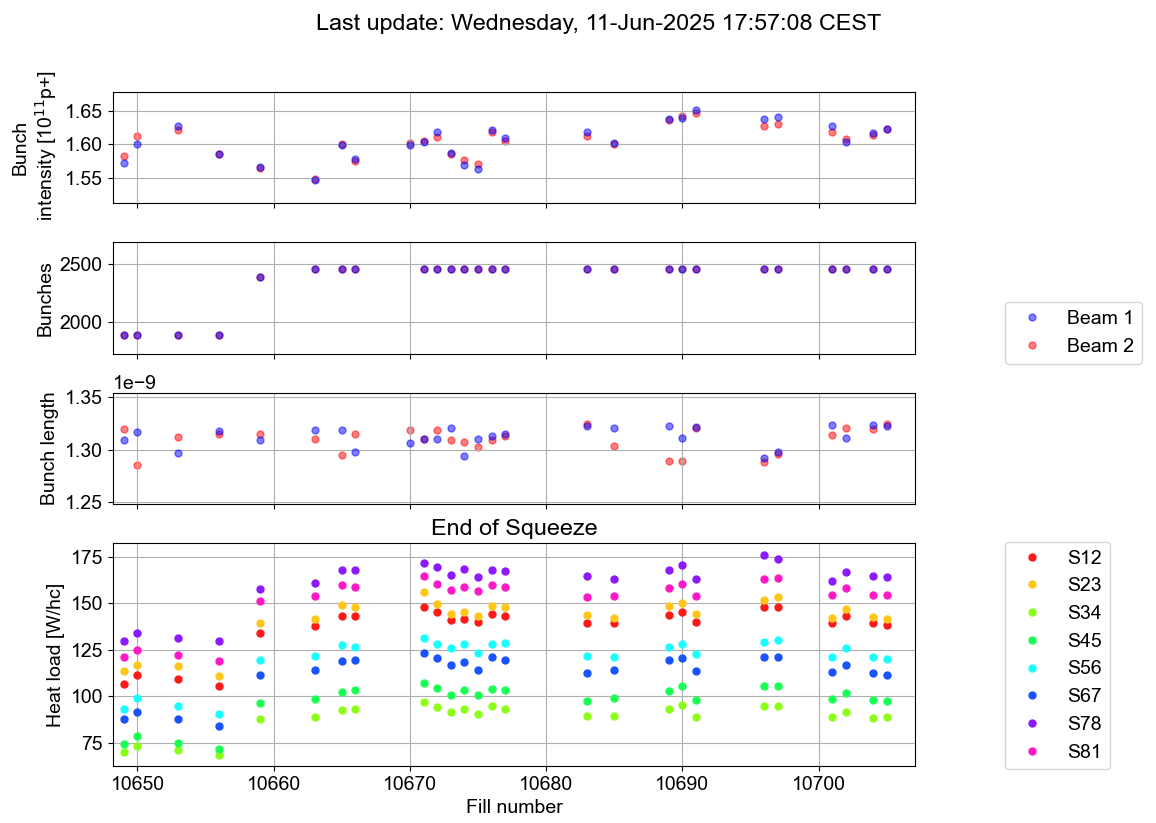 Last update: Wednesday, 11-Jun-2025 17:57:08 CEST
Bunch
intensity [10¹¹p+]
1.65
1.60
1.55
Bunches
2500
2000
Beam 1
Beam 2
1e−9
Bunch length
1.35
1.30
1.25
End of Squeeze
Heat load [W/hc]
175
150
125
100
75
10650
10660
10670
10680
10690
10700
Fill number
S12
S23
S34
S45
S56
S67
S78
S81